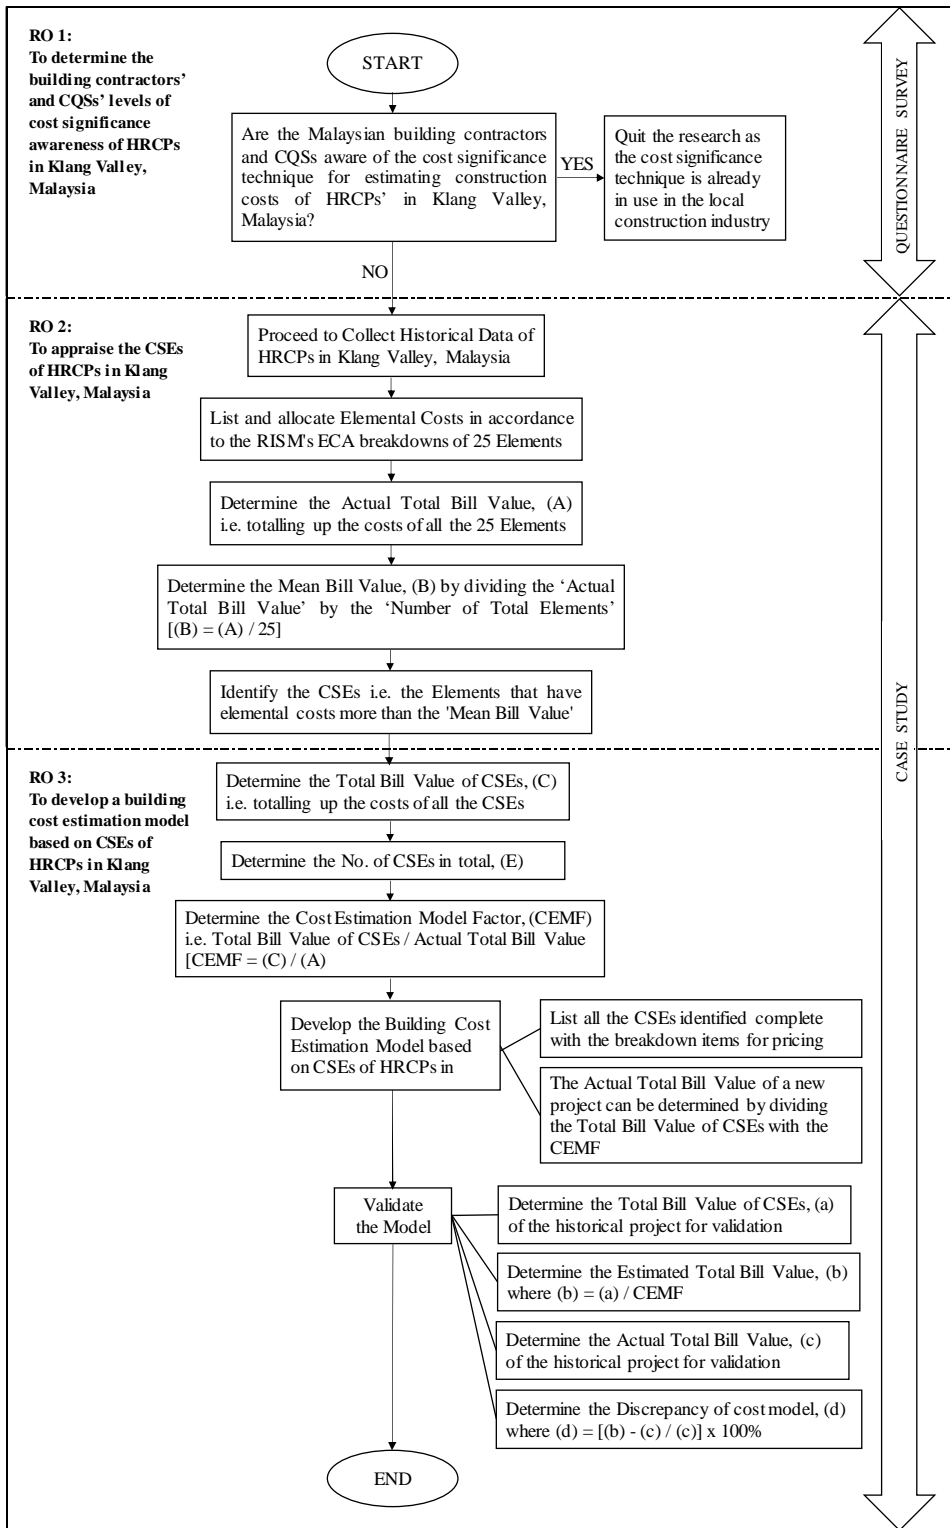 RO 1:
To determine the
building contractors'
and CQSs' levels of
cost significance
awareness of HRCPs
in Klang Valley,
Malaysia
START
Are the Malaysian building contractors
and CQSs aware of the cost significance
technique for estimating construction
costs of HRCPs' in Klang Valley,
Malaysia?
YES
Quit the research as
the cost significance
technique is already
in use in the local
construction industry
NO
QUESTIONNAIRE SURVEY
RO 2:
To appraise the CSEs
of HRCPs in Klang
Valley, Malaysia
Proceed to Collect Historical Data of
HRCPs in Klang Valley, Malaysia
List and allocate Elemental Costs in accordance
to the RISM's ECA breakdowns of 25 Elements
Determine the Actual Total Bill Value, (A)
i.e. totalling up the costs of all the 25 Elements
Determine the Mean Bill Value, (B) by dividing the 'Actual
Total Bill Value' by the 'Number of Total Elements'
[(B) = (A) / 25]
Identify the CSEs i.e. the Elements that have
elemental costs more than the 'Mean Bill Value'
CASE STUDY
RO 3:
To develop a building
cost estimation model
based on CSEs of
HRCPs in Klang
Valley, Malaysia
Determine the Total Bill Value of CSEs, (C)
i.e. totalling up the costs of all the CSEs
Determine the No. of CSEs in total, (E)
Determine the Cost Estimation Model Factor, (CEMF)
i.e. Total Bill Value of CSEs / Actual Total Bill Value
[CEMF = (C) / (A)
Develop the Building Cost
Estimation Model based
on CSEs of HRCPs in
List all the CSEs identified complete
with the breakdown items for pricing
The Actual Total Bill Value of a new
project can be determined by dividing
the Total Bill Value of CSEs with the
CEMF
Validate
the Model
Determine the Total Bill Value of CSEs, (a)
of the historical project for validation
Determine the Estimated Total Bill Value, (b)
where (b) = (a) / CEMF
Determine the Actual Total Bill Value, (c)
of the historical project for validation
Determine the Discrepancy of cost model, (d)
where (d) = [(b) - (c) / (c)] x 100%
END